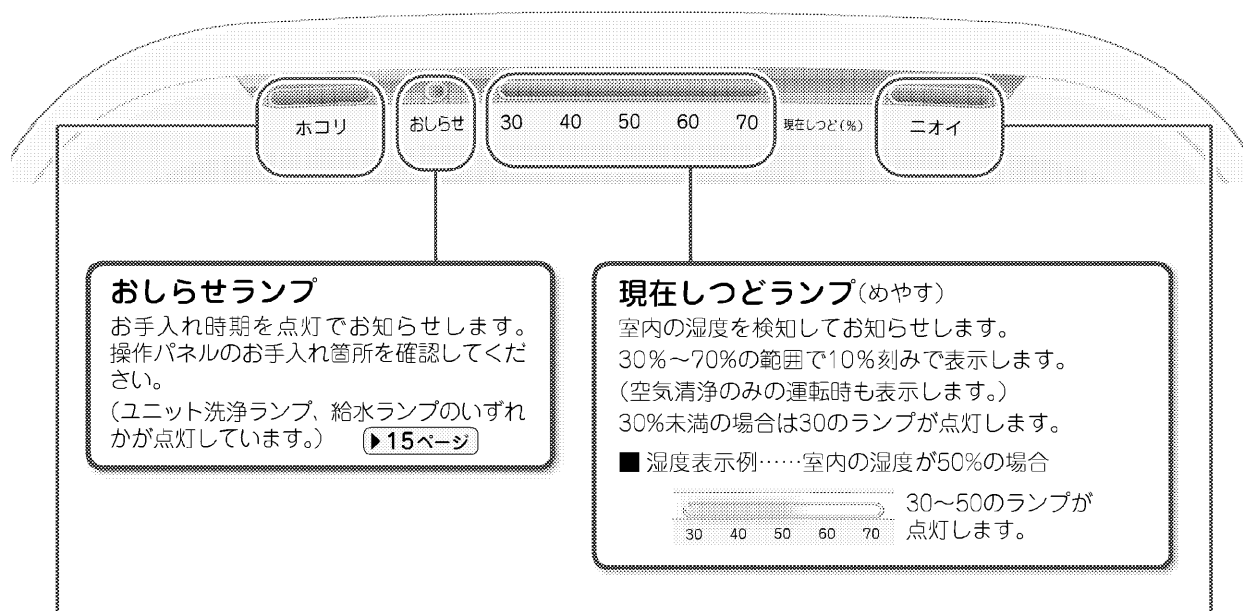 ホコリ おしらせ 30 40 50 60 70 現在しつど(%) ニオイ
おしらせランプ
お手入れ時期を点灯でお知らせします。
操作パネルのお手入れ箇所を確認してくだ
さい。
(ユニット洗浄ランプ、給水ランプのいずれ
かが点灯しています。) ▶15ページ
現在しつどランプ(めやす)
室内の湿度を検知してお知らせします。
30%～70%の範囲で10%刻みで表示します。
(空気清浄のみの運転時も表示します。)
30%未満の場合は30のランプが点灯します。
■ 湿度表示例……室内の湿度が50%の場合
30 40 50 60 70
30～50のランプが
点灯します。